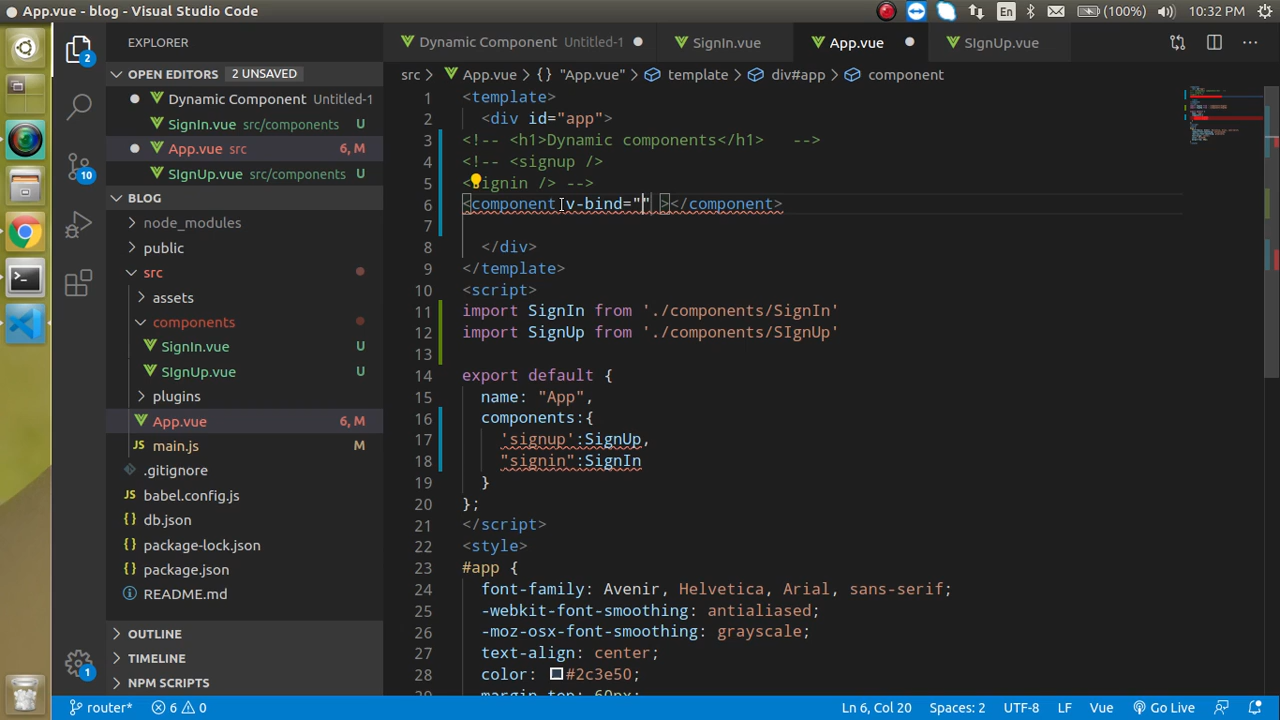 App.vue - blog - Visual Studio Code
En
(100%)
10:32 PM
EXPLORER
OPEN EDITORS 2 UNSAVED
Dynamic Component Untitled-1
SignIn.vue src/components U
App.vue src 6, M
SIgnUp.vue src/components U
BLOG
node_modules
public
src
assets
components
SignIn.vue U
SIgnUp.vue U
plugins
App.vue 6, M
main.js M
.gitignore
babel.config.js
db.json
package-lock.json
package.json
README.md
OUTLINE
TIMELINE
NPM SCRIPTS
2
10
1
Dynamic Component Untitled-1
SignIn.vue
App.vue
SIgnUp.vue
src App.vue {} "App.vue" template div#app component
1 <template>
2 <div id="app">
3 <!-- <h1>Dynamic components</h1> -->
4 <!-- <signup />
5 <signin /> -->
6 <component v-bind="" ></component>
7
8 </div>
9 </template>
10 <script>
11 import SignIn from './components/SignIn'
12 import SignUp from './components/SIgnUp'
13
14 export default {
15 name: "App",
16 components:{
17 'signup':SignUp,
18 "signin":SignIn
19 }
20 };
21 </script>
22 <style>
23 #app {
24 font-family: Avenir, Helvetica, Arial, sans-serif;
25 -webkit-font-smoothing: antialiased;
26 -moz-osx-font-smoothing: grayscale;
27 text-align: center;
28 color: #2c3e50;
29 margin-top: 60px;
router* 6 0
Ln 6, Col 20 Spaces: 2 UTF-8 LF Vue Go Live